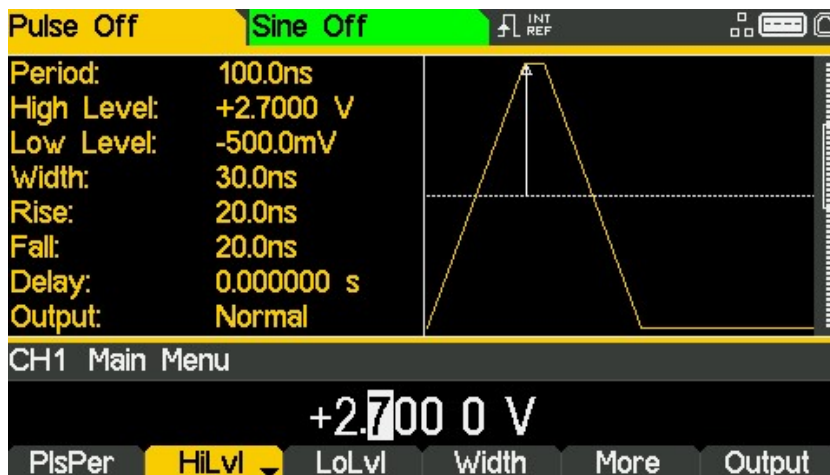 Pulse Off Sine Off INT REF
Period: 100.0ns
High Level: +2.7000 V
Low Level: -500.0mV
Width: 30.0ns
Rise: 20.0ns
Fall: 20.0ns
Delay: 0.000000 s
Output: Normal
CH1 Main Menu
+2.700 0 V
PlsPer HiLvl LoLvl Width More Output